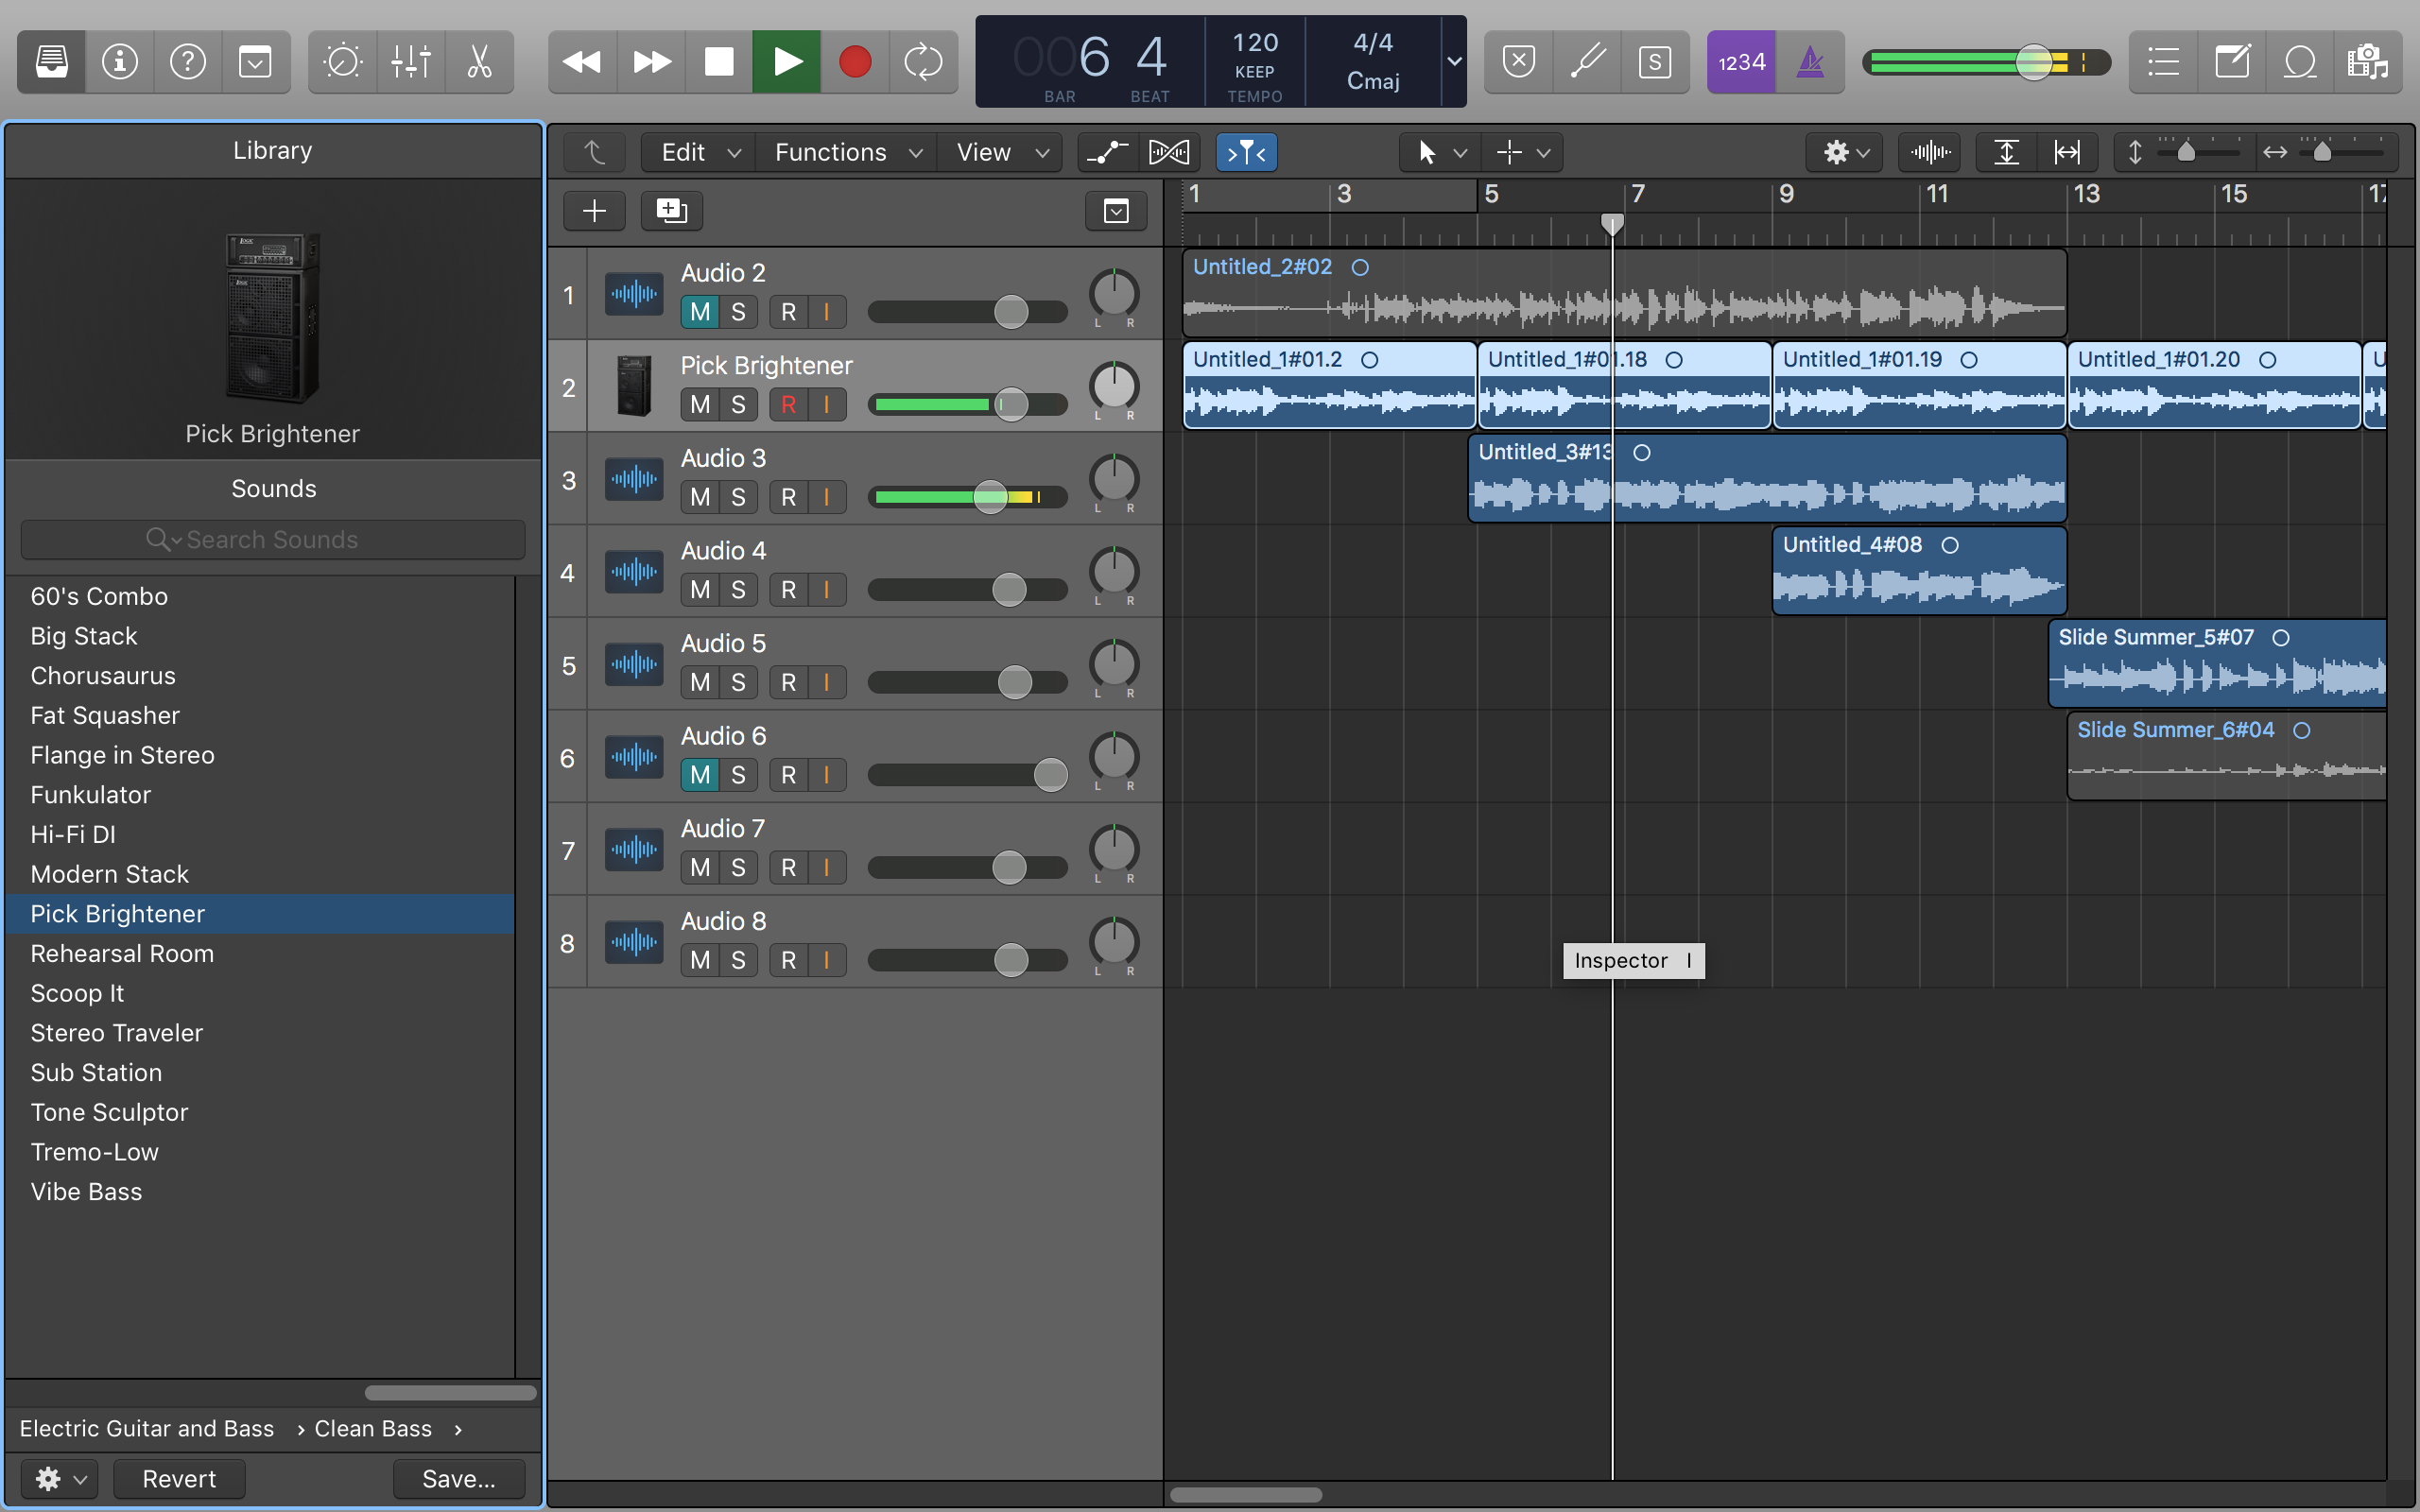 006 4
BAR BEAT
120
KEEP
TEMPO
4/4
Cmaj
S
1234
Library
Pick Brightener
Sounds
Search Sounds
60's Combo
Big Stack
Chorusaurus
Fat Squasher
Flange in Stereo
Funkulator
Hi-Fi DI
Modern Stack
Pick Brightener
Rehearsal Room
Scoop It
Stereo Traveler
Sub Station
Tone Sculptor
Tremo-Low
Vibe Bass
Electric Guitar and Bass › Clean Bass ›
Revert
Save...
Edit Functions View
1 3 5 7 9 11 13 15 17
1 Audio 2
M S R I
L R
2 Pick Brightener
M S R I
L R
3 Audio 3
M S R I
L R
4 Audio 4
M S R I
L R
5 Audio 5
M S R I
L R
6 Audio 6
M S R I
L R
7 Audio 7
M S R I
L R
8 Audio 8
M S R I
L R
Untitled_2#02
Untitled_1#01.2 Untitled_1#01.18 Untitled_1#01.19 Untitled_1#01.20 U
Untitled_3#13
Untitled_4#08
Slide Summer_5#07
Slide Summer_6#04
Inspector I